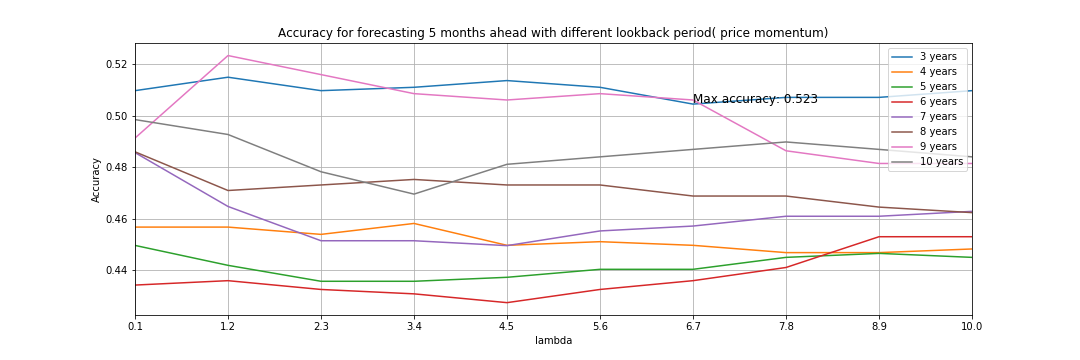 Accuracy for forecasting 5 months ahead with different lookback period( price momentum)
Accuracy
0.52
0.50
0.48
0.46
0.44
Max accuracy: 0.523
3 years
4 years
5 years
6 years
7 years
8 years
9 years
10 years
0.1 1.2 2.3 3.4 4.5 5.6 6.7 7.8 8.9 10.0
lambda